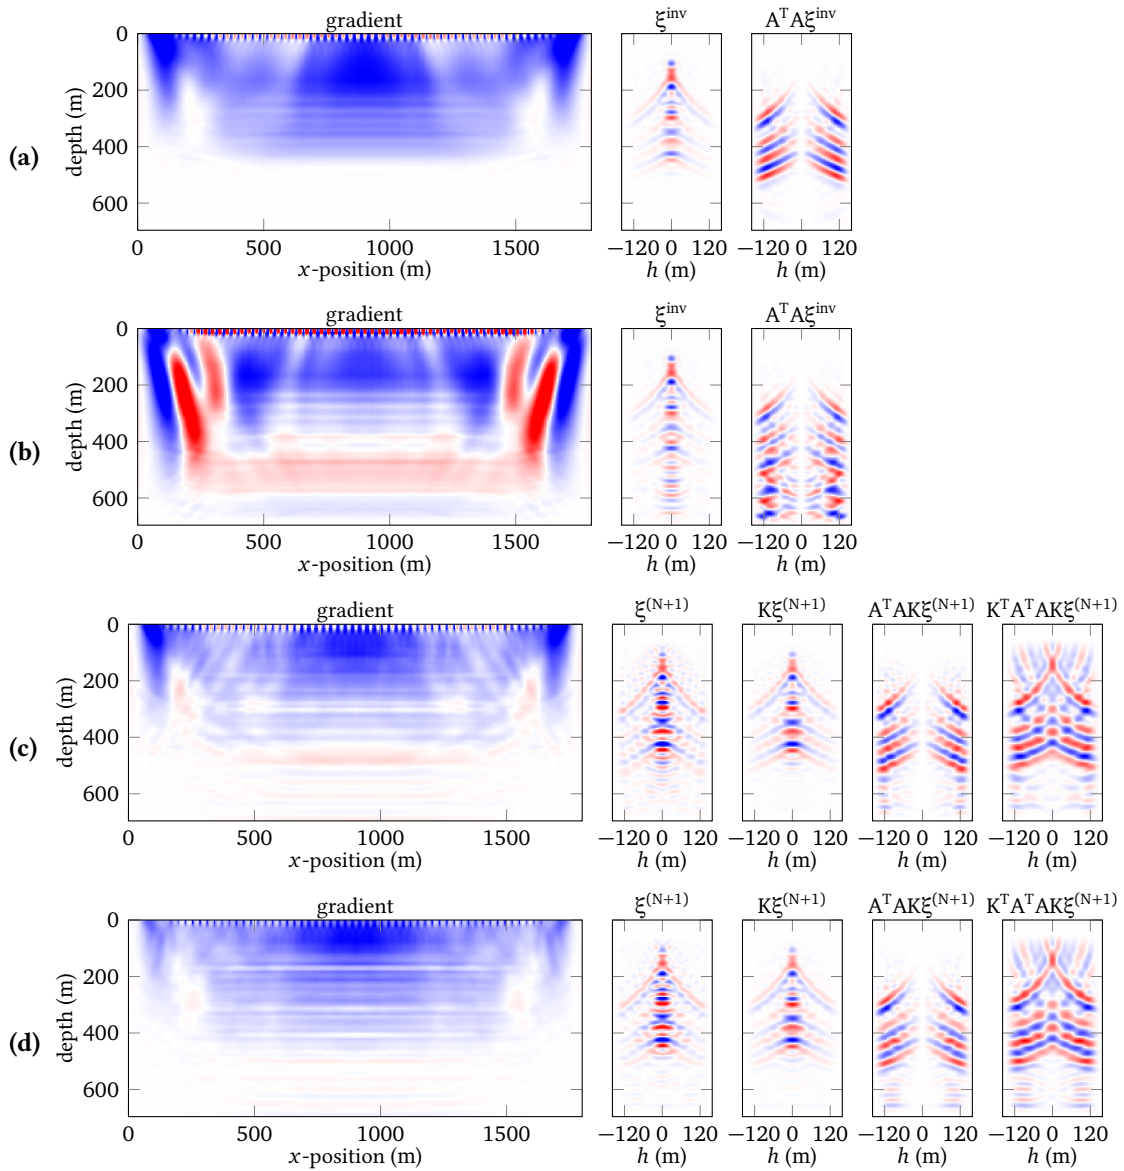 gradient ξ^inv A^T Aξ^inv
0
200
400
600
depth (m)
(a)
0 500 1000 1500 −120 0 120 −120 0 120
x-position (m) h (m) h (m)
gradient ξ^inv A^T Aξ^inv
0
200
400
600
depth (m)
(b)
0 500 1000 1500 −120 0 120 −120 0 120
x-position (m) h (m) h (m)
gradient ξ^(N+1) Kξ^(N+1) A^T AKξ^(N+1) K^T A^T AKξ^(N+1)
0
200
400
600
depth (m)
(c)
0 500 1000 1500 −120 0 120 −120 0 120 −120 0 120 −120 0 120
x-position (m) h (m) h (m) h (m) h (m)
gradient ξ^(N+1) Kξ^(N+1) A^T AKξ^(N+1) K^T A^T AKξ^(N+1)
0
200
400
600
depth (m)
(d)
0 500 1000 1500 −120 0 120 −120 0 120 −120 0 120 −120 0 120
x-position (m) h (m) h (m) h (m) h (m)